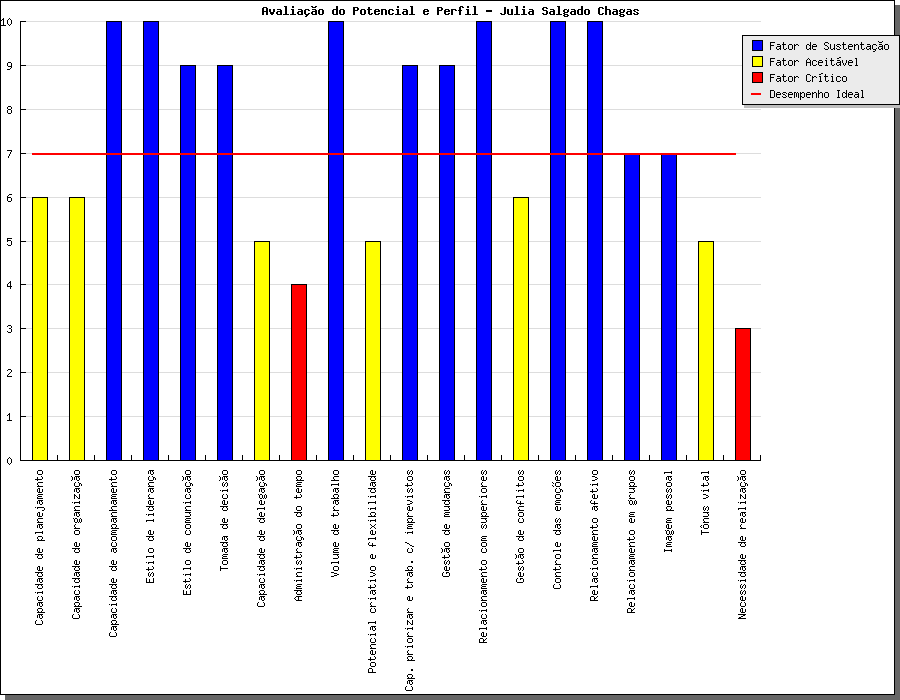 Avaliação do Potencial e Perfil - Julia Salgado Chagas
Fator de Sustentação
Fator Aceitável
Fator Crítico
Desempenho Ideal
10
9
8
7
6
5
4
3
2
1
0
Capacidade de planejamento
Capacidade de organização
Capacidade de acompanhamento
Estilo de liderança
Estilo de comunicação
Tomada de decisão
Capacidade de delegação
Administração do tempo
Volume de trabalho
Potencial criativo e flexibilidade
Cap. priorizar e trab. c/ imprevistos
Gestão de mudanças
Relacionamento com superiores
Gestão de conflitos
Controle das emoções
Relacionamento afetivo
Relacionamento em grupos
Imagem pessoal
Tônus vital
Necessidade de realização